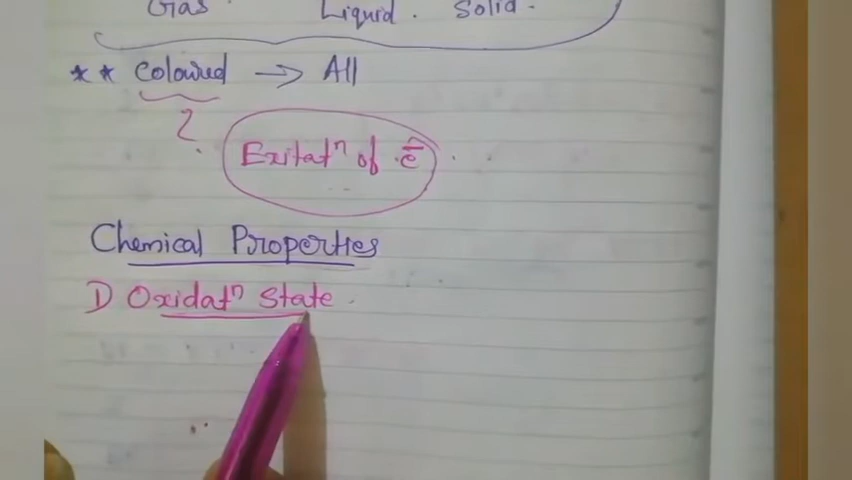 Gas. Liquid. Solid.
** Coloured → All
?
Exitatⁿ of ē
Chemical Properties
1) Oxidatⁿ State.